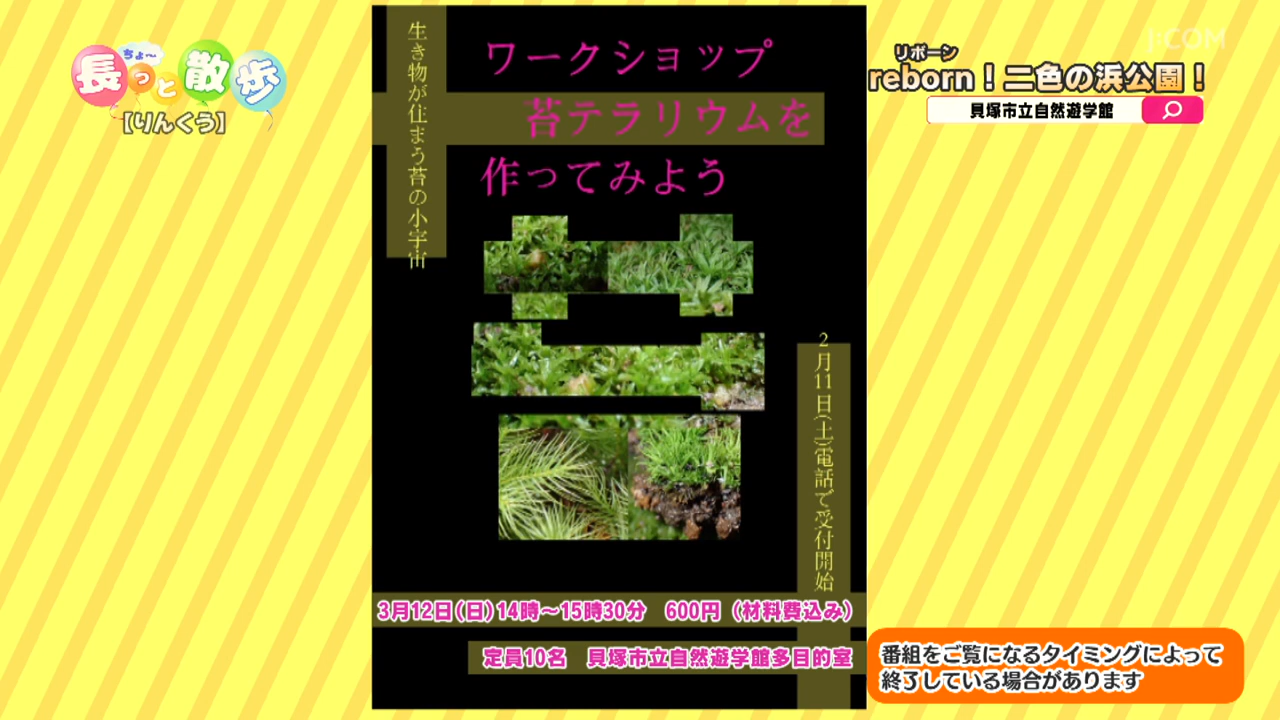 長ちょ〜っと散歩
【りんくう】
J:COM
リボーン
reborn！二色の浜公園！
貝塚市立自然遊学館
生き物が住まう苔の小宇宙
ワークショップ
苔テラリウムを
作ってみよう
2月11日(土)電話で受付開始
3月12日(日)14時〜15時30分　600円（材料費込み）
定員10名　貝塚市立自然遊学館多目的室
番組をご覧になるタイミングによって
終了している場合があります